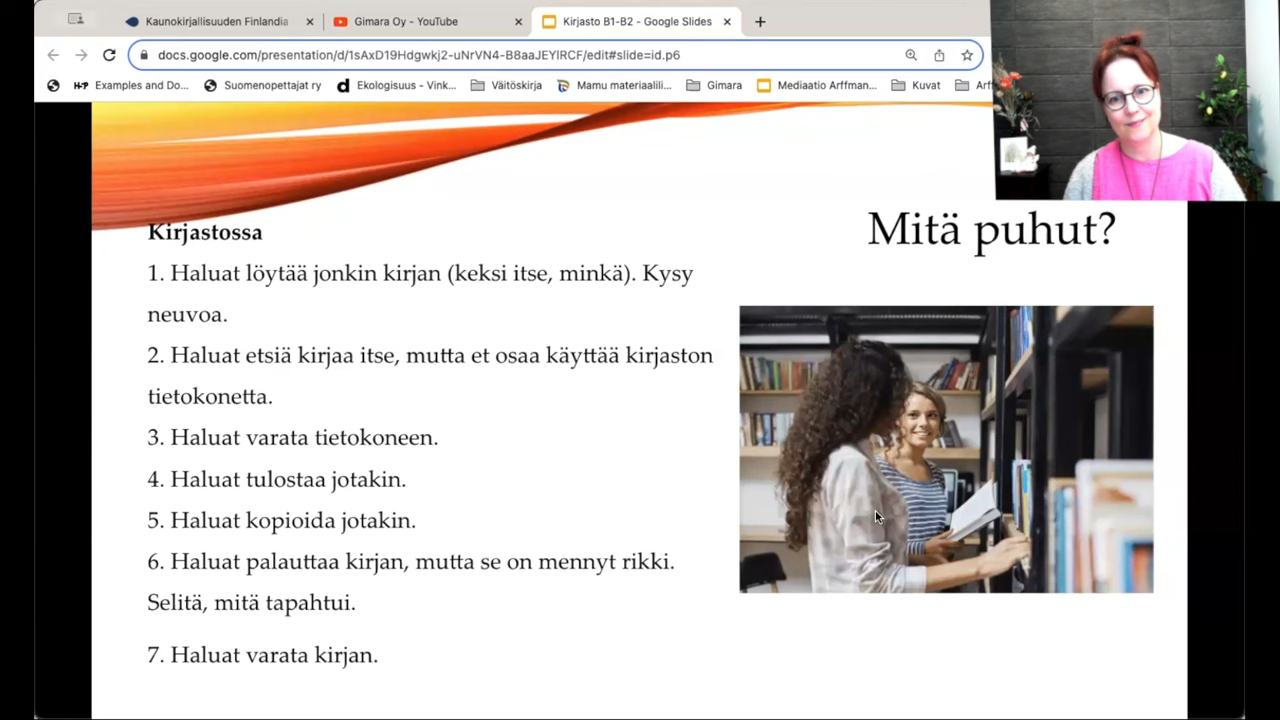 Kaunokirjallisuuden Finlandia
Gimara Oy - YouTube
Kirjasto B1-B2 - Google Slides
docs.google.com/presentation/d/1sAxD19Hdgwkj2-uNrVN4-B8aaJEYlRCF/edit#slide=id.p6
Examples and Do...
Suomenopettajat ry
Ekologisuus - Vink...
Väitöskirja
Mamu materiaalili...
Gimara
Mediaatio Arffman...
Kuvat
Arf
Mitä puhut?
Kirjastossa
1. Haluat löytää jonkin kirjan (keksi itse, minkä). Kysy
neuvoa.
2. Haluat etsiä kirjaa itse, mutta et osaa käyttää kirjaston
tietokonetta.
3. Haluat varata tietokoneen.
4. Haluat tulostaa jotakin.
5. Haluat kopioida jotakin.
6. Haluat palauttaa kirjan, mutta se on mennyt rikki.
Selitä, mitä tapahtui.
7. Haluat varata kirjan.